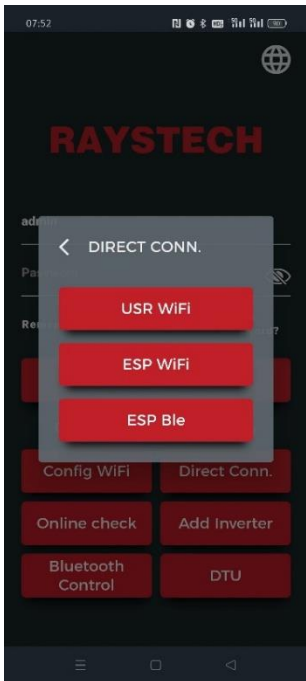 07:52
RAYSTECH
admin
DIRECT CONN.
USR WiFi
ESP WiFi
ESP Ble
Config WiFi
Direct Conn.
Online check
Add Inverter
Bluetooth
Control
DTU